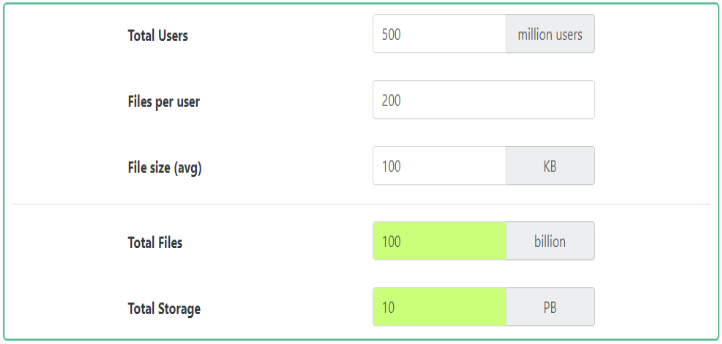 Total Users 500 million users
Files per user 200
File size (avg) 100 KB
Total Files 100 billion
Total Storage 10 PB